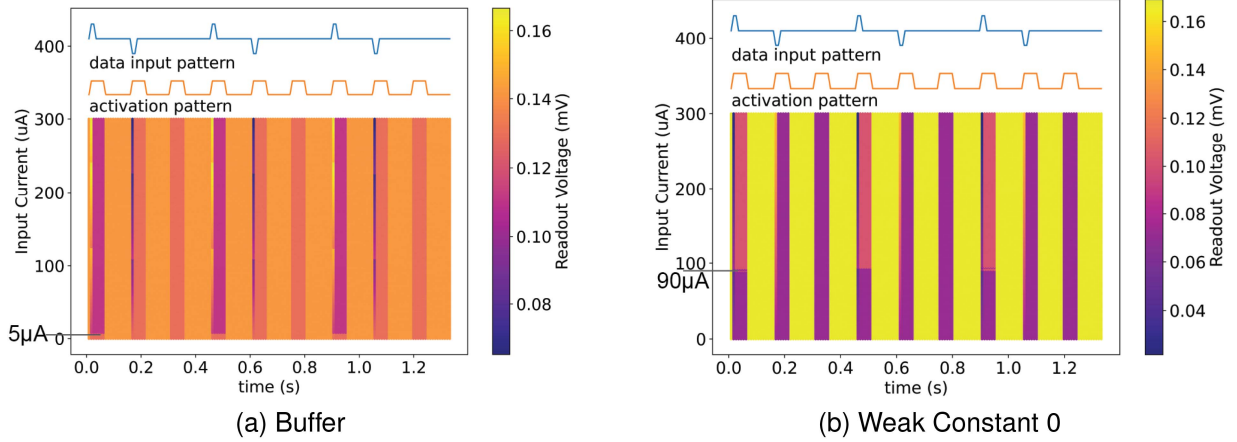 400
data input pattern
activation pattern
300
200
100
0
5μA
Input Current (uA)
0.0 0.2 0.4 0.6 0.8 1.0 1.2
time (s)
0.16
0.14
0.12
0.10
0.08
Readout Voltage (mV)
(a) Buffer
400
data input pattern
activation pattern
300
200
100
90μA
0
Input Current (uA)
0.0 0.2 0.4 0.6 0.8 1.0 1.2
time (s)
0.16
0.14
0.12
0.10
0.08
0.06
0.04
Readout Voltage (mV)
(b) Weak Constant 0